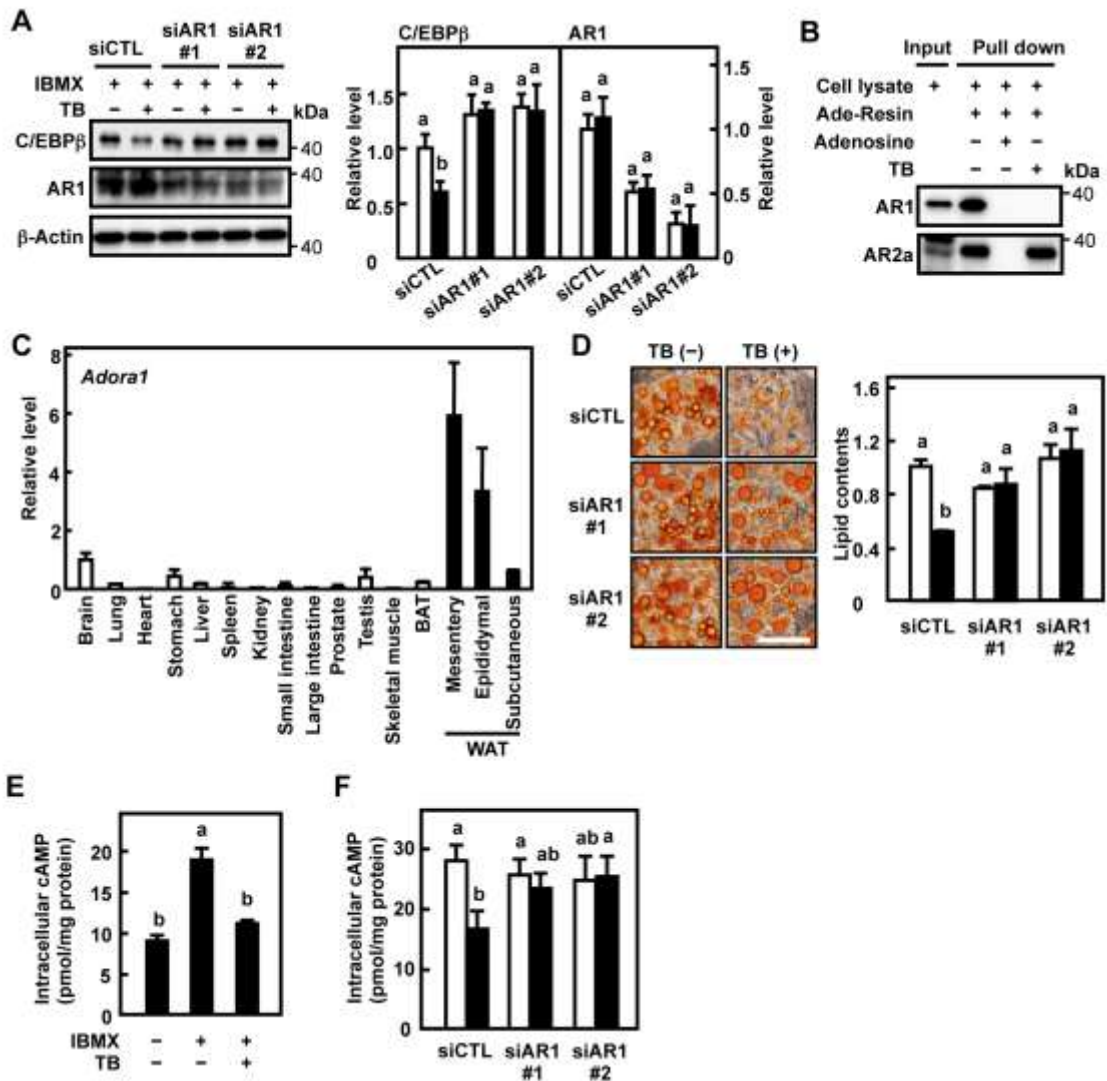 A
siCTL
siAR1
#1
siAR1
#2
IBMX + + + + + +
TB − + − + − + kDa
C/EBPβ 40
AR1 40
β-Actin 40
C/EBPβ AR1
Relative level
1.5
1.0
0.5
0
a b a a a a
a a a a a a
1.5
1.0
0.5
0
Relative level
siCTL siAR1#1 siAR1#2 siCTL siAR1#1 siAR1#2
B
Input Pull down
Cell lysate + + + +
Ade-Resin + + +
Adenosine − + −
TB − − + kDa
AR1 40
AR2a 40
C
Adora1
Relative level
8
6
4
2
0
Brain
Lung
Heart
Stomach
Liver
Spleen
Kidney
Small intestine
Large intestine
Prostate
Testis
Skeletal muscle
BAT
Mesentery
Epididymal
Subcutaneous
WAT
D
TB (−) TB (+)
siCTL
siAR1
#1
siAR1
#2
Lipid contents
1.6
1.2
0.8
0.4
0
a b a a a a
siCTL siAR1 siAR1
#1 #2
E
Intracellular cAMP
(pmol/mg protein)
20
15
10
5
0
b a b
IBMX − + +
TB − − +
F
Intracellular cAMP
(pmol/mg protein)
30
20
10
0
a b a ab ab a
siCTL siAR1 siAR1
#1 #2